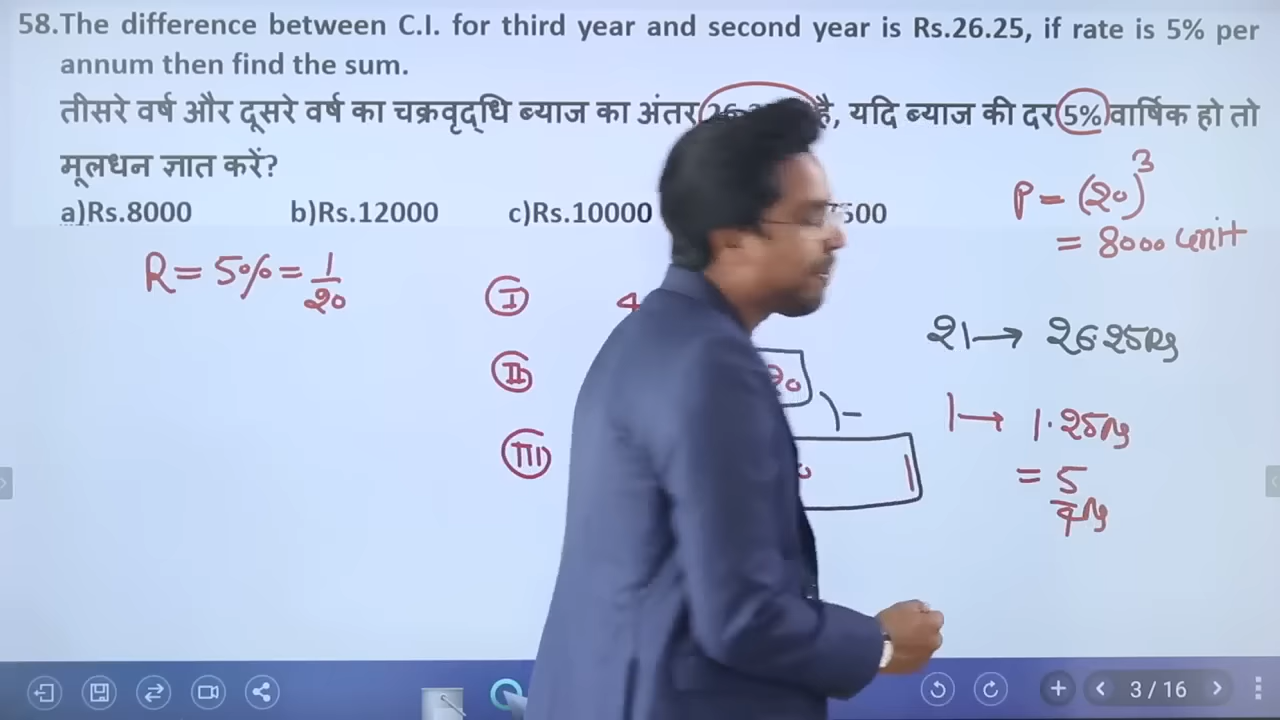 58.The difference between C.I. for third year and second year is Rs.26.25, if rate is 5% per
annum then find the sum.
तीसरे वर्ष और दूसरे वर्ष का चक्रवृद्धि ब्याज का अंतर है, यदि ब्याज की दर 5% वार्षिक हो तो
मूलधन ज्ञात करें?
a)Rs.8000 b)Rs.12000 c)Rs.10000
P = (20)³
= 8000 unit
R = 5% = 1/20
I 4
II
III
21 → 26.25Rs
1 → 1.25Rs
= 5/4 Rs
3 / 16